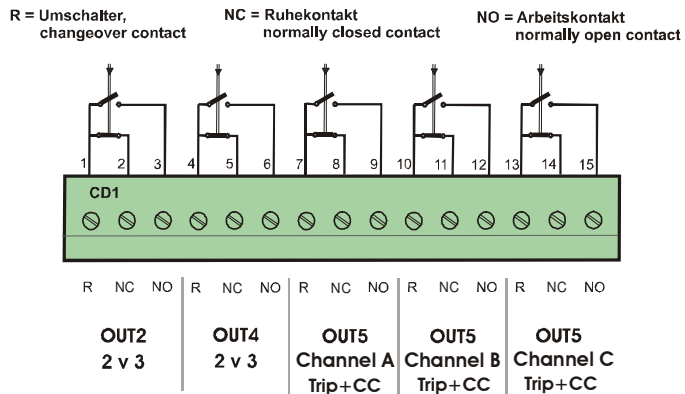 R = Umschalter,
changeover contact
NC = Ruhekontakt
normally closed contact
NO = Arbeitskontakt
normally open contact
1 2 3 4 5 6 7 8 9 10 11 12 13 14 15
CD1
R NC NO R NC NO R NC NO R NC NO R NC NO
OUT2 OUT4 OUT5 OUT5 OUT5
2 v 3 2 v 3 Channel A Channel B Channel C
Trip+CC Trip+CC Trip+CC